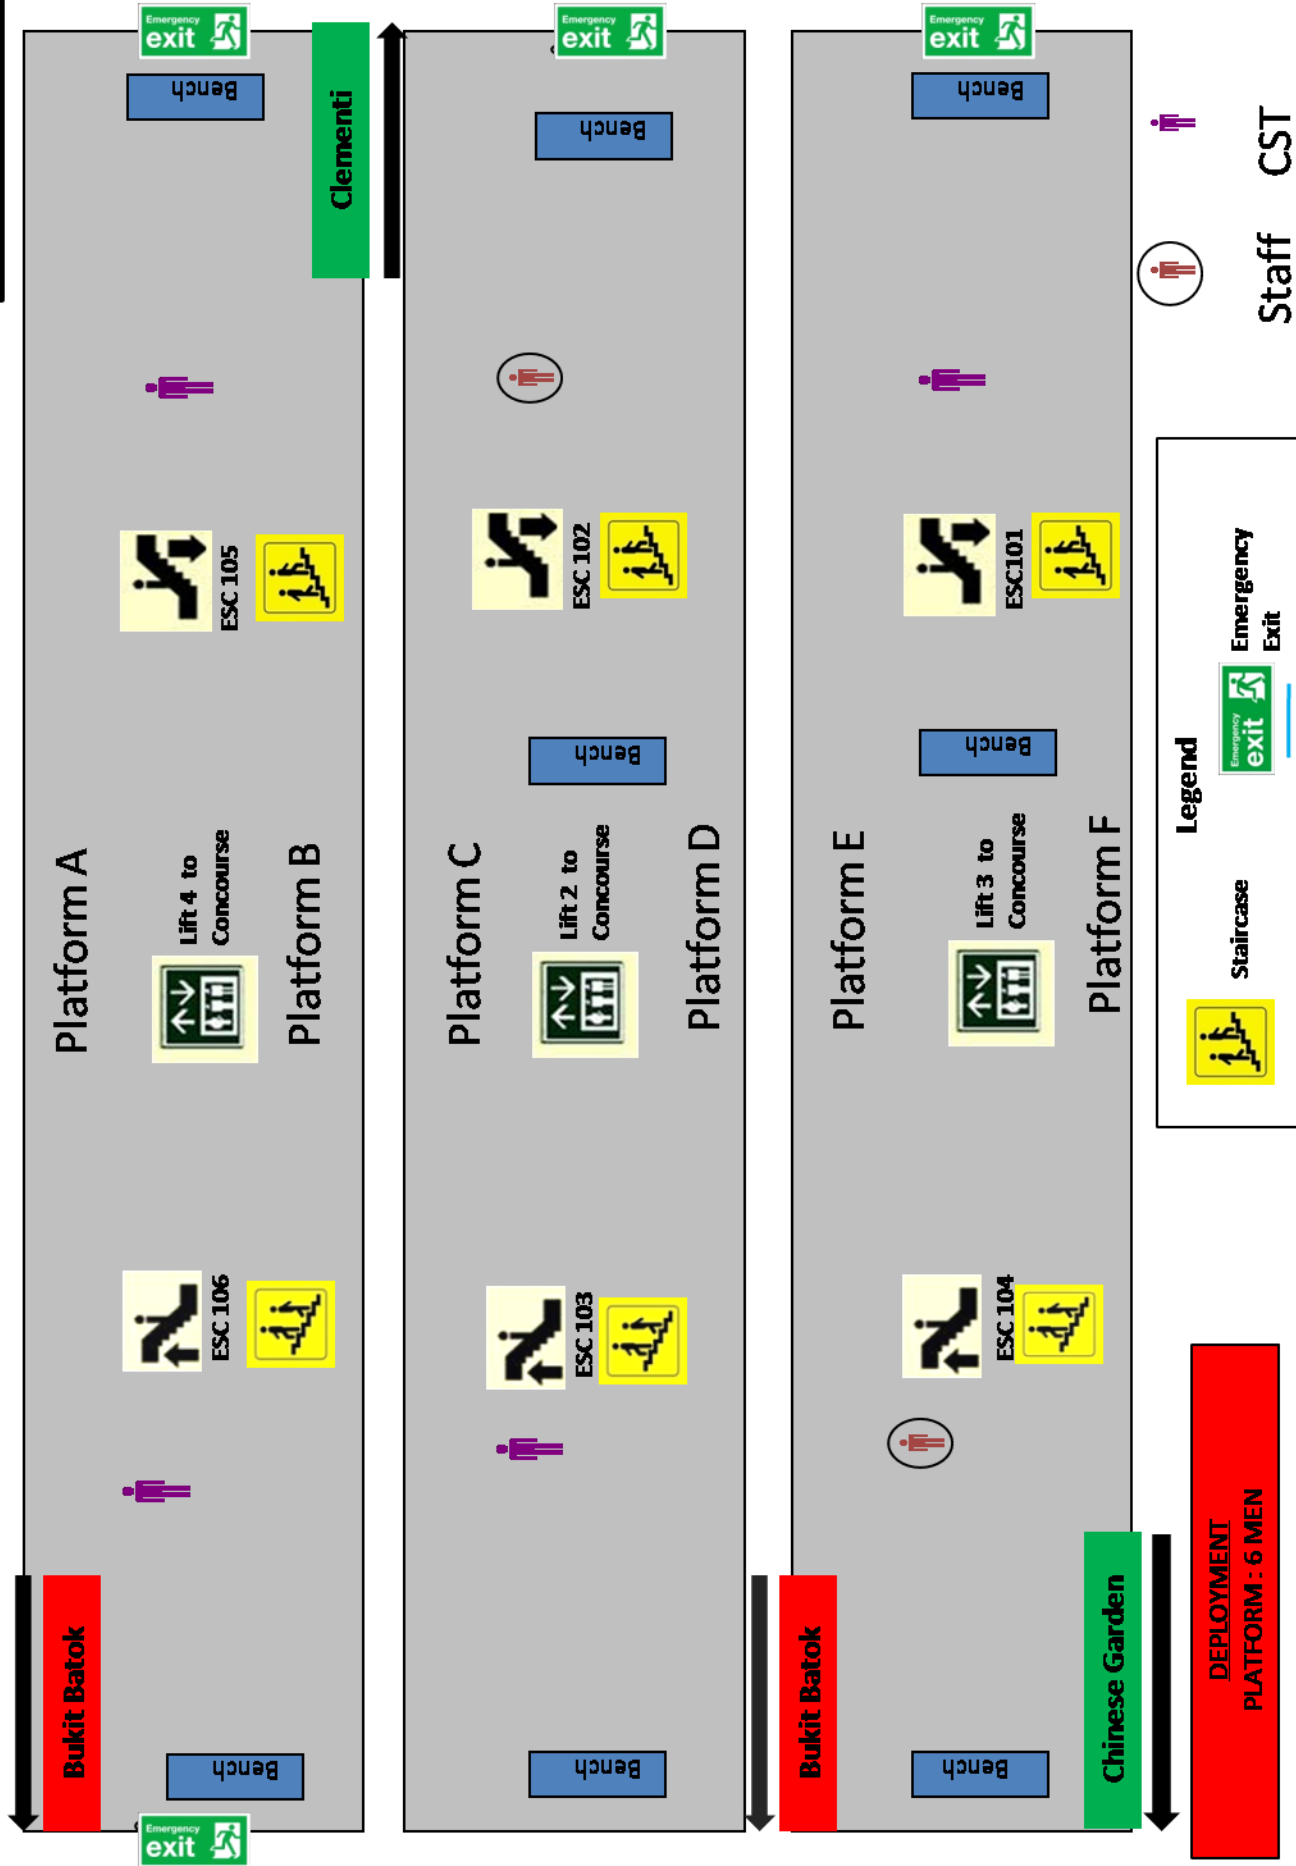 Emergency
exit
Bench
Clementi
ESC 105
Platform A
Lift 4 to
Concourse
Platform B
ESC 106
Bukit Batok
Bench
Emergency
exit
Emergency
exit
Bench
ESC 102
Bench
Platform C
Lift 2 to
Concourse
Platform D
ESC 103
Bench
Emergency
exit
Bench
ESC101
Bench
Platform E
Lift 3 to
Concourse
Platform F
ESC 104
Bukit Batok
Bench
Chinese Garden
Staff
CST
Legend
Staircase
Emergency
exit
Emergency
Exit
DEPLOYMENT
PLATFORM : 6 MEN